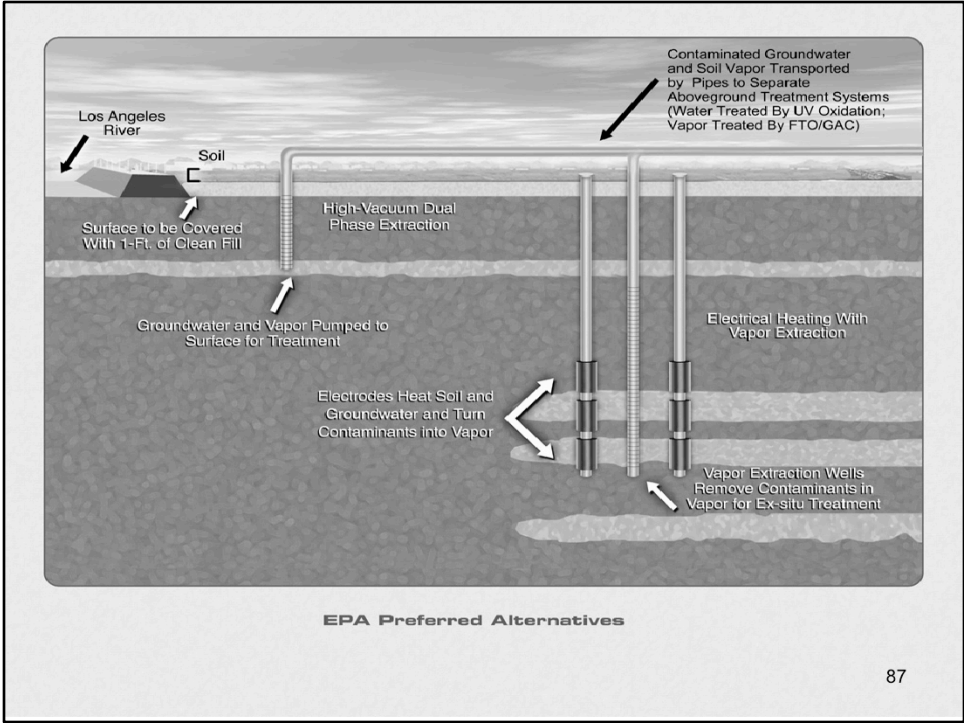 Contaminated Groundwater
and Soil Vapor Transported
by Pipes to Separate
Aboveground Treatment Systems
(Water Treated By UV Oxidation;
Vapor Treated By FTO/GAC)
Los Angeles
River
Soil
Surface to be Covered
With 1-Ft. of Clean Fill
High-Vacuum Dual
Phase Extraction
Groundwater and Vapor Pumped to
Surface for Treatment
Electrical Heating With
Vapor Extraction
Electrodes Heat Soil and
Groundwater and Turn
Contaminants into Vapor
Vapor Extraction Wells
Remove Contaminants in
Vapor for Ex-situ Treatment
EPA Preferred Alternatives
87